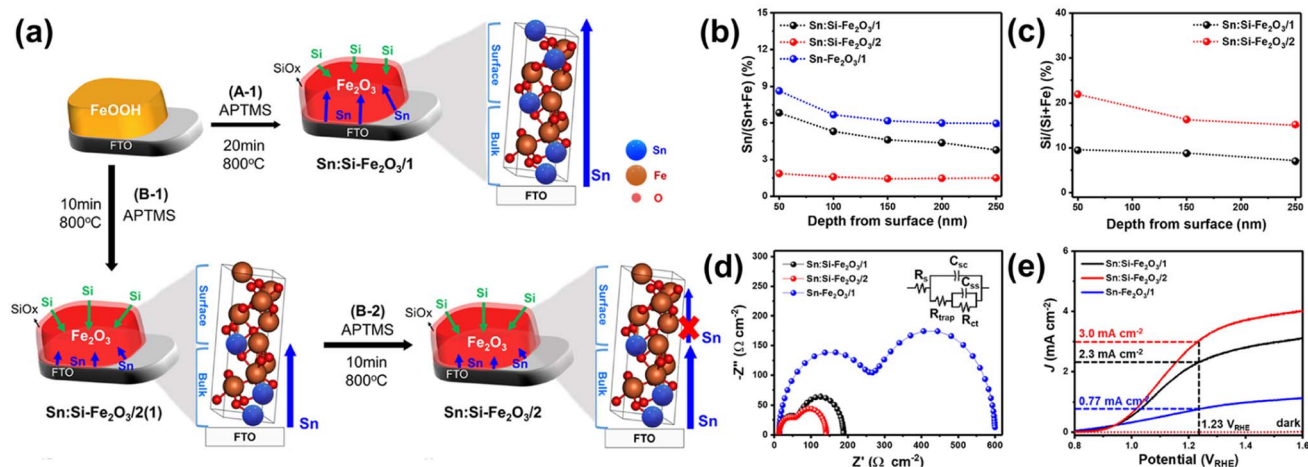 (a)
FeOOH
FTO
(A-1)
APTMS
20min
800°C
SiOx
Si
Si
Si
Fe2O3
Sn
Sn
FTO
Sn:Si-Fe2O3/1
Surface
Bulk
FTO
Sn
Sn
Fe
O
10min
800°C
(B-1)
APTMS
SiOx
Si
Si
Si
Fe2O3
Sn
Sn
FTO
Sn:Si-Fe2O3/2(1)
Surface
Bulk
FTO
Sn
(B-2)
APTMS
10min
800°C
SiOx
Si
Si
Si
Fe2O3
Sn
Sn
FTO
Sn:Si-Fe2O3/2
Surface
Bulk
FTO
Sn
Sn
(b)
Sn/(Sn+Fe) (%)
15
12
9
6
3
0
Sn:Si-Fe2O3/1
Sn:Si-Fe2O3/2
Sn-Fe2O3/1
50 100 150 200 250
Depth from surface (nm)
(c)
Si/(Si+Fe) (%)
40
30
20
10
0
Sn:Si-Fe2O3/1
Sn:Si-Fe2O3/2
50 100 150 200 250
Depth from surface (nm)
(d)
-Z'' (Ω cm-2)
300
250
200
150
100
50
0
Sn:Si-Fe2O3/1
Sn:Si-Fe2O3/2
Sn-Fe2O3/1
Csc
Rs
Css
Rtrap
Rct
0 100 200 300 400 500 600
Z' (Ω cm-2)
(e)
J (mA cm-2)
6
4
2
0
Sn:Si-Fe2O3/1
Sn:Si-Fe2O3/2
Sn-Fe2O3/1
3.0 mA cm-2
2.3 mA cm-2
0.77 mA cm-2
1.23 VRHE
dark
0.8 1.0 1.2 1.4 1.6
Potential (VRHE)